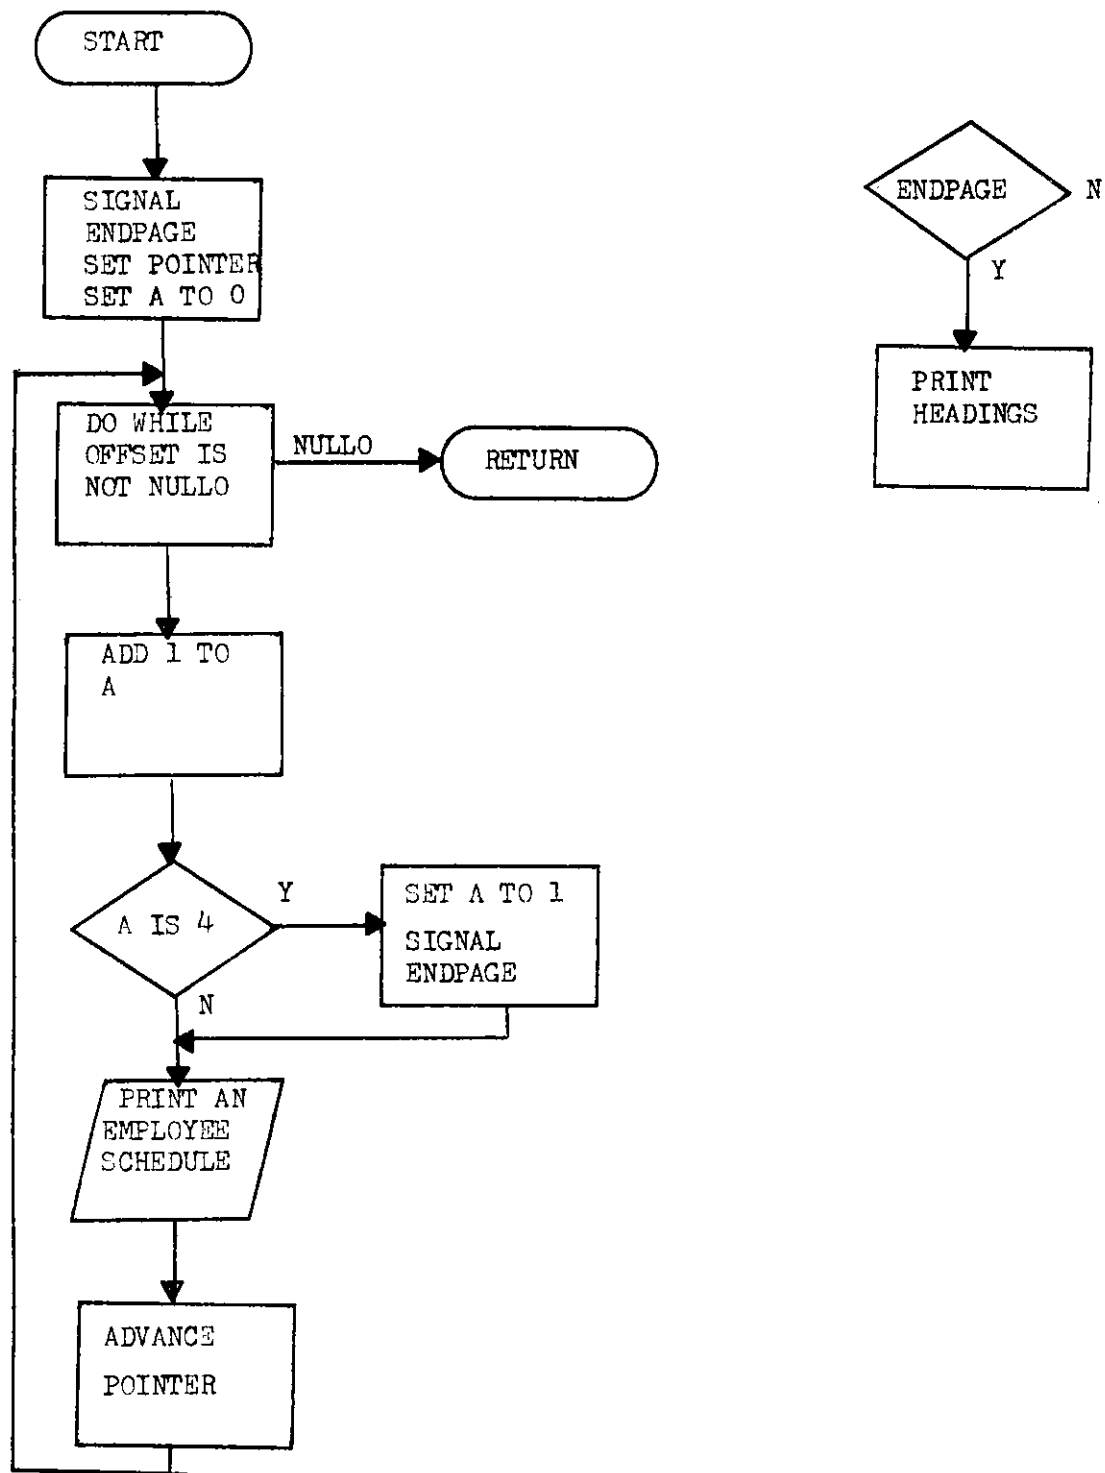 START
SIGNAL
ENDPAGE
SET POINTER
SET A TO 0
DO WHILE
OFFSET IS
NOT NULLO
NULLO
RETURN
ADD 1 TO
A
A IS 4
Y
SET A TO 1
SIGNAL
ENDPAGE
N
PRINT AN
EMPLOYEE
SCHEDULE
ADVANCE
POINTER
ENDPAGE
N
Y
PRINT
HEADINGS